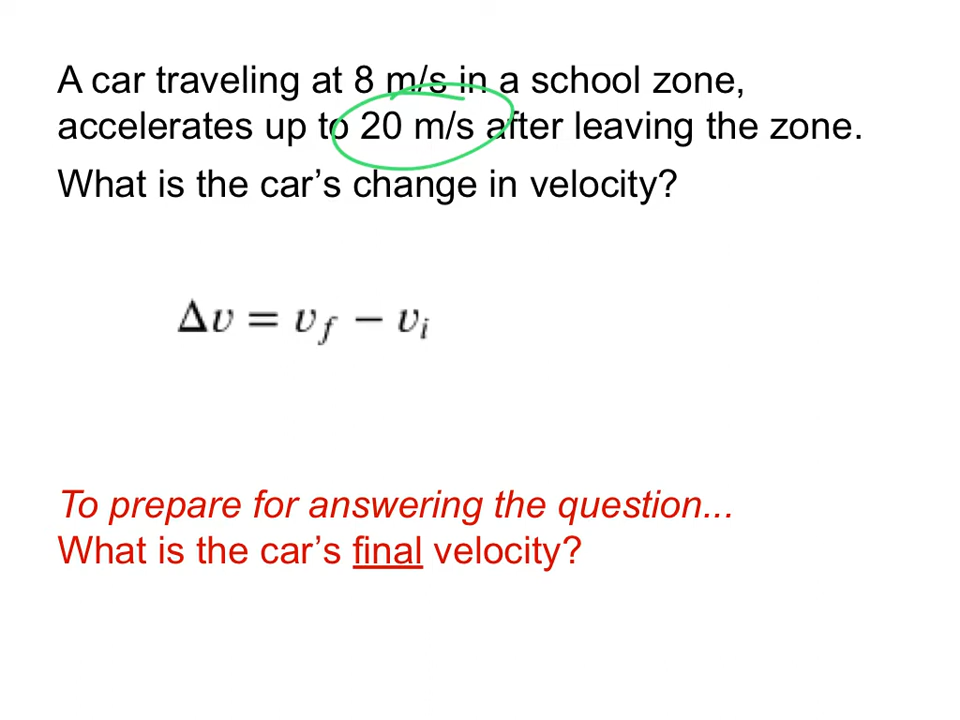 A car traveling at 8 m/s in a school zone,
accelerates up to 20 m/s after leaving the zone.
What is the car’s change in velocity?
Δv = v_f − v_i
To prepare for answering the question...
What is the car’s final velocity?